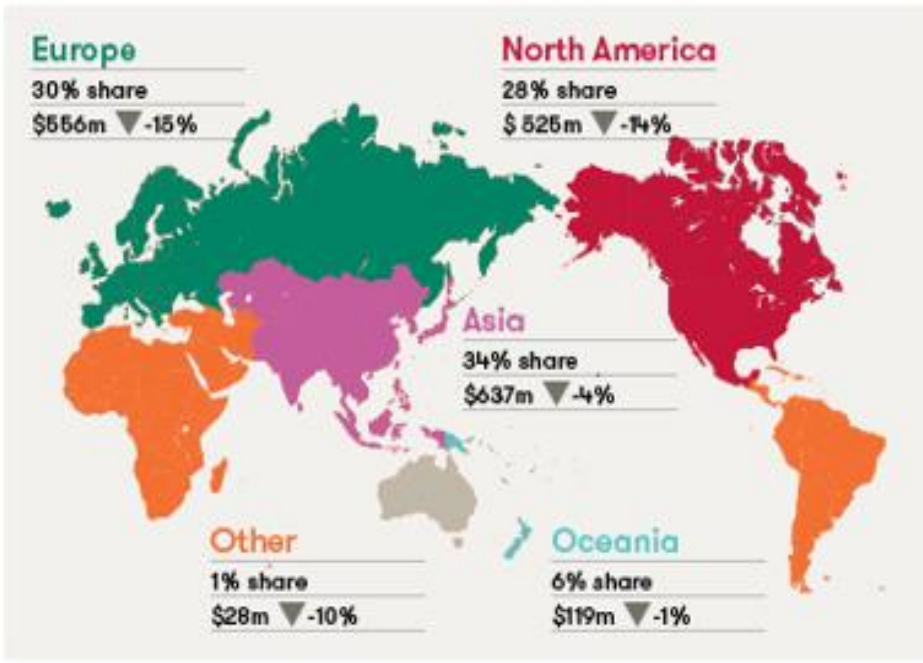 Europe
30% share
$556m ▼ -15%
North America
28% share
$ 525m ▼ -14%
Asia
34% share
$637m ▼ -4%
Other
1% share
$28m ▼ -10%
Oceania
6% share
$119m ▼ -1%